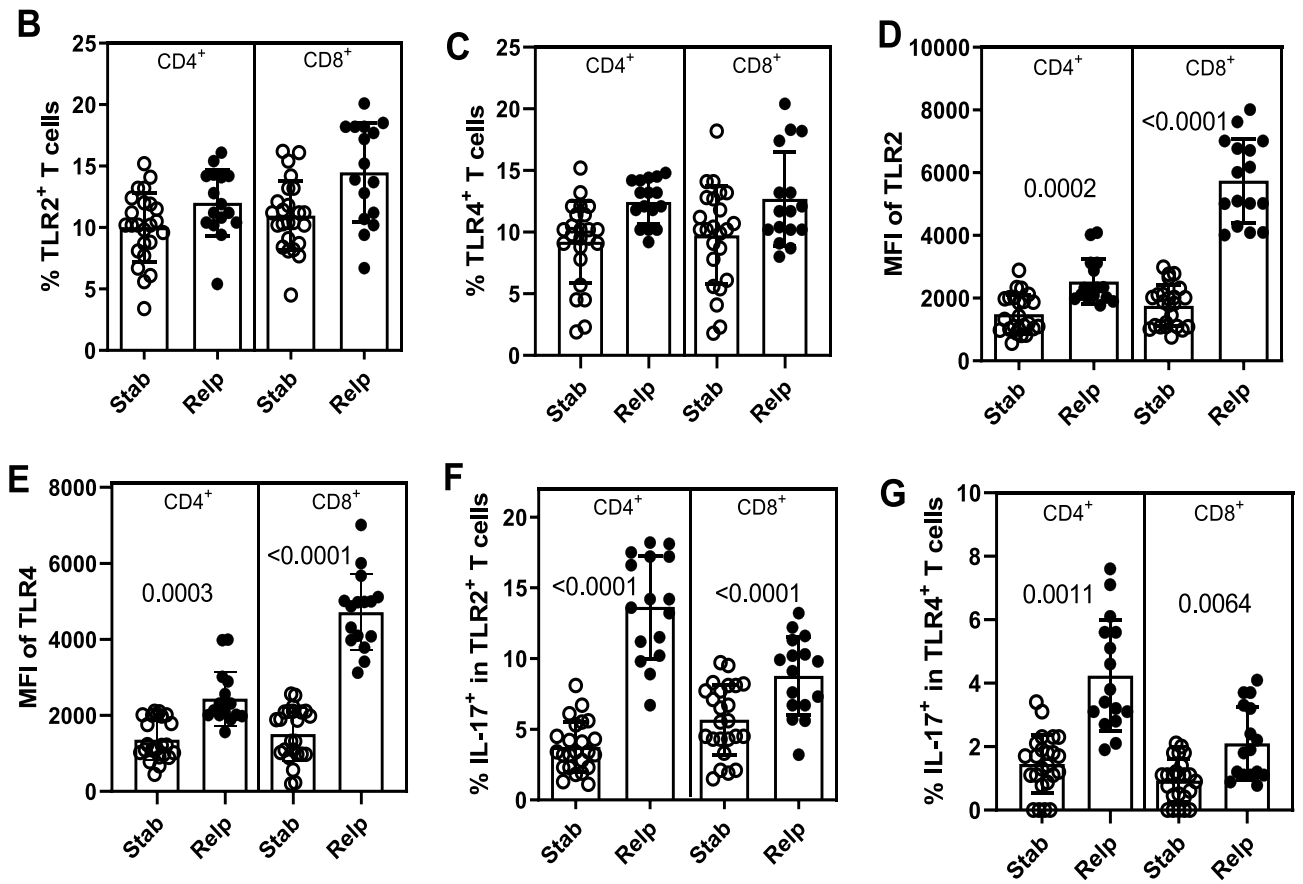 B
% TLR2⁺ T cells
25
20
15
10
5
0
CD4⁺
CD8⁺
Stab
Relp
Stab
Relp
C
% TLR4⁺ T cells
25
20
15
10
5
0
CD4⁺
CD8⁺
Stab
Relp
Stab
Relp
D
MFI of TLR2
10000
8000
6000
4000
2000
0
CD4⁺
CD8⁺
0.0002
<0.0001
Stab
Relp
Stab
Relp
E
MFI of TLR4
8000
6000
4000
2000
0
CD4⁺
CD8⁺
0.0003
<0.0001
Stab
Relp
Stab
Relp
F
% IL-17⁺ in TLR2⁺ T cells
20
15
10
5
0
CD4⁺
CD8⁺
<0.0001
<0.0001
Stab
Relp
Stab
Relp
G
% IL-17⁺ in TLR4⁺ T cells
10
8
6
4
2
0
CD4⁺
CD8⁺
0.0011
0.0064
Stab
Relp
Stab
Relp